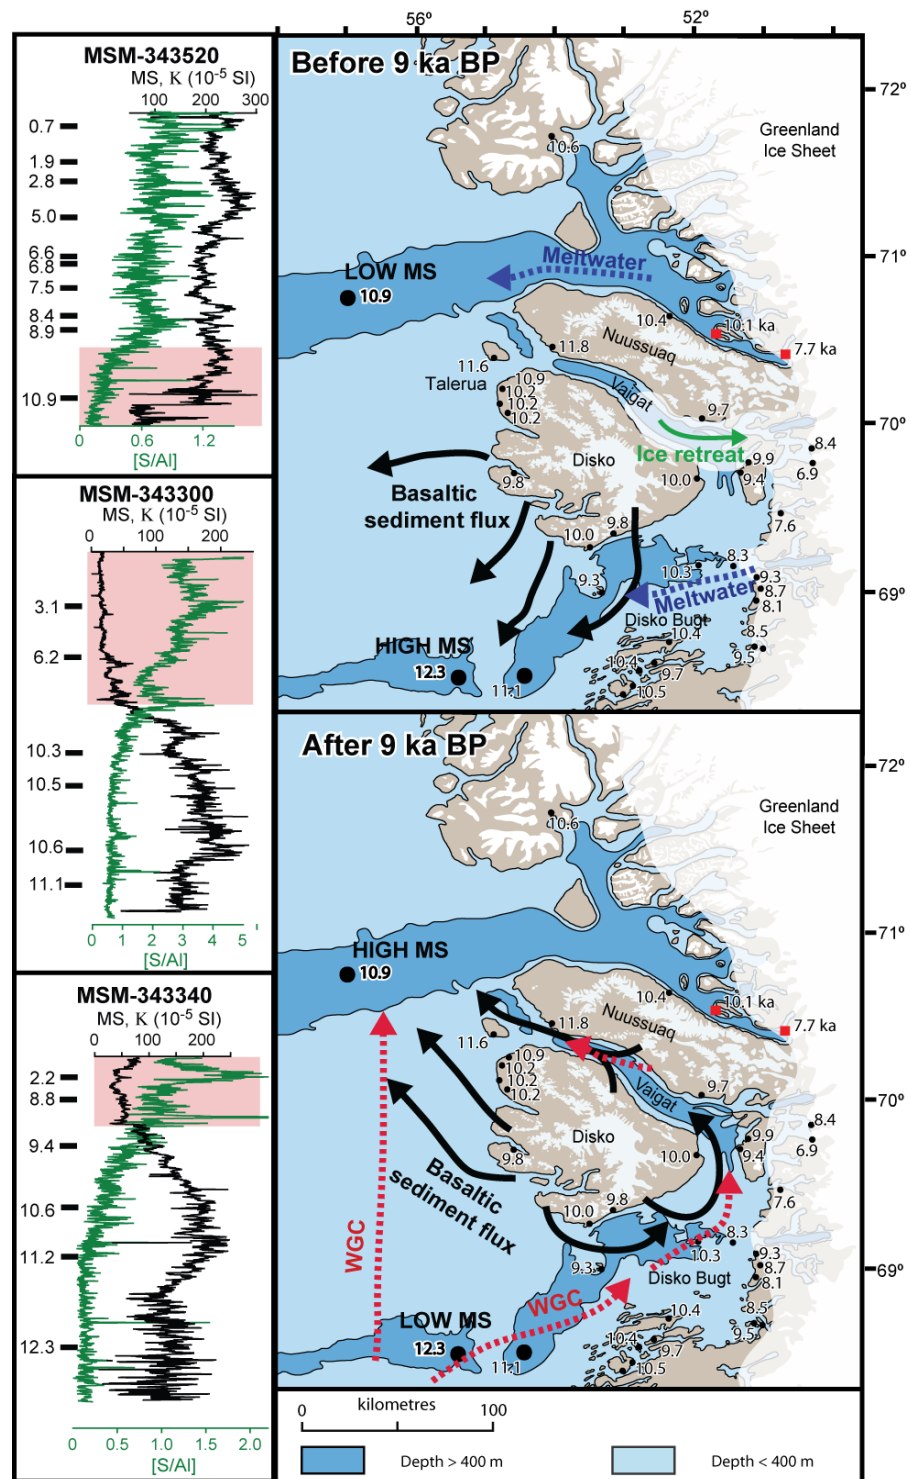 56º
52º
MSM-343520
MS, K (10-5 SI)
100
200
300
0.7
1.9
2.8
5.0
6.6
6.8
7.5
8.4
8.9
10.9
0
0.6
1.2
[S/Al]
MSM-343300
MS, K (10-5 SI)
0
100
200
3.1
6.2
10.3
10.5
10.6
11.1
0
1
2
3
4
5
[S/Al]
MSM-343340
MS, K (10-5 SI)
0
100
200
2.2
8.8
9.4
10.6
11.2
12.3
0
0.5
1.0
1.5
2.0
[S/Al]
Before 9 ka BP
72º
Greenland
Ice Sheet
10.6
71º
Meltwater
LOW MS
10.9
10.4
10.1 ka
Nuussuaq
7.7 ka
11.8
11.6
Talerua
10.9
10.2
10.2
10.2
Vaigat
9.7
70º
Ice retreat
8.4
Disko
9.9
6.9
10.0
9.4
9.8
Basaltic
sediment flux
7.6
9.8
10.0
8.3
10.3
9.3
9.3
8.7
8.1
69º
Meltwater
Disko Bugt
10.4
8.5
9.5
HIGH MS
12.3
11.1
10.4
9.7
10.5
After 9 ka BP
72º
Greenland
Ice Sheet
10.6
71º
HIGH MS
10.9
10.4
10.1 ka
Nuussuaq
7.7 ka
11.8
11.6
10.9
10.2
10.2
10.2
Vaigat
9.7
70º
8.4
Disko
9.9
6.9
10.0
9.4
9.8
Basaltic
sediment flux
7.6
9.8
10.0
8.3
10.3
9.3
9.3
8.7
8.1
69º
WGC
Disko Bugt
WGC
10.4
8.5
9.5
LOW MS
12.3
11.1
10.4
9.7
10.5
kilometres
0
100
Depth > 400 m
Depth < 400 m